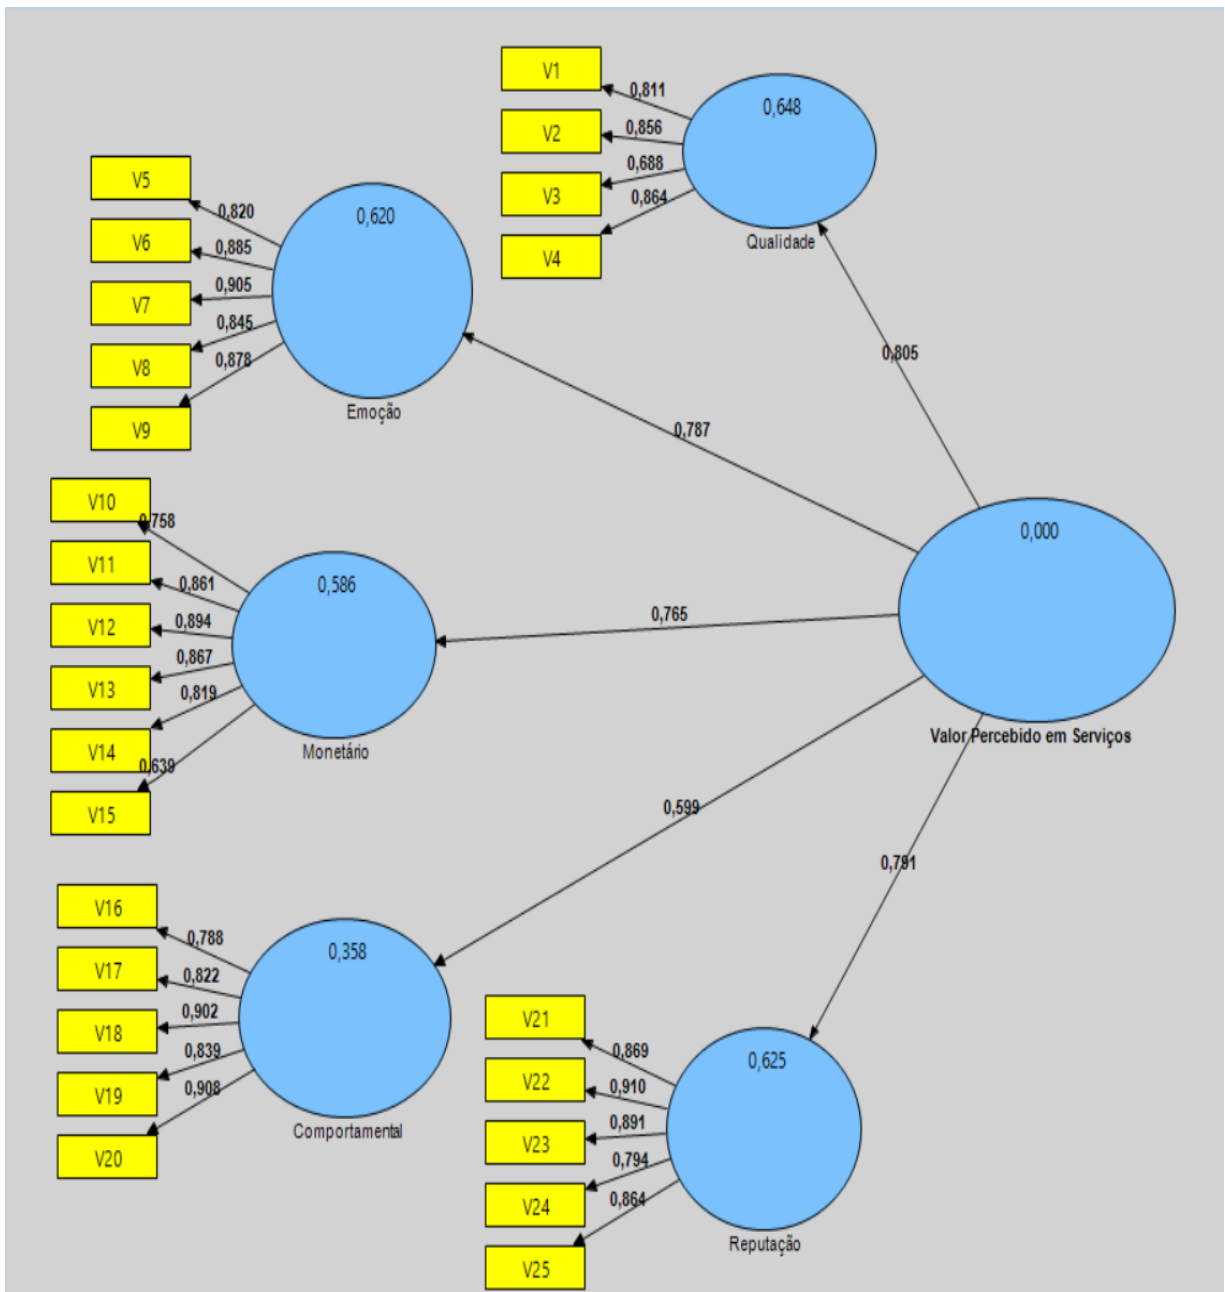 V1
0,811
V2
0,856
V3
0,688
V4
0,864
0,648
Qualidade
V5
0,820
V6
0,885
V7
0,905
V8
0,845
V9
0,878
0,620
Emoção
0,805
0,787
V10
0,758
V11
0,861
V12
0,894
V13
0,867
V14
0,819
V15
0,639
0,586
Monetário
0,765
0,000
Valor Percebido em Serviços
0,599
0,791
V16
0,788
V17
0,822
V18
0,902
V19
0,839
V20
0,908
0,358
Comportamental
V21
0,869
V22
0,910
V23
0,891
V24
0,794
V25
0,864
0,625
Reputação